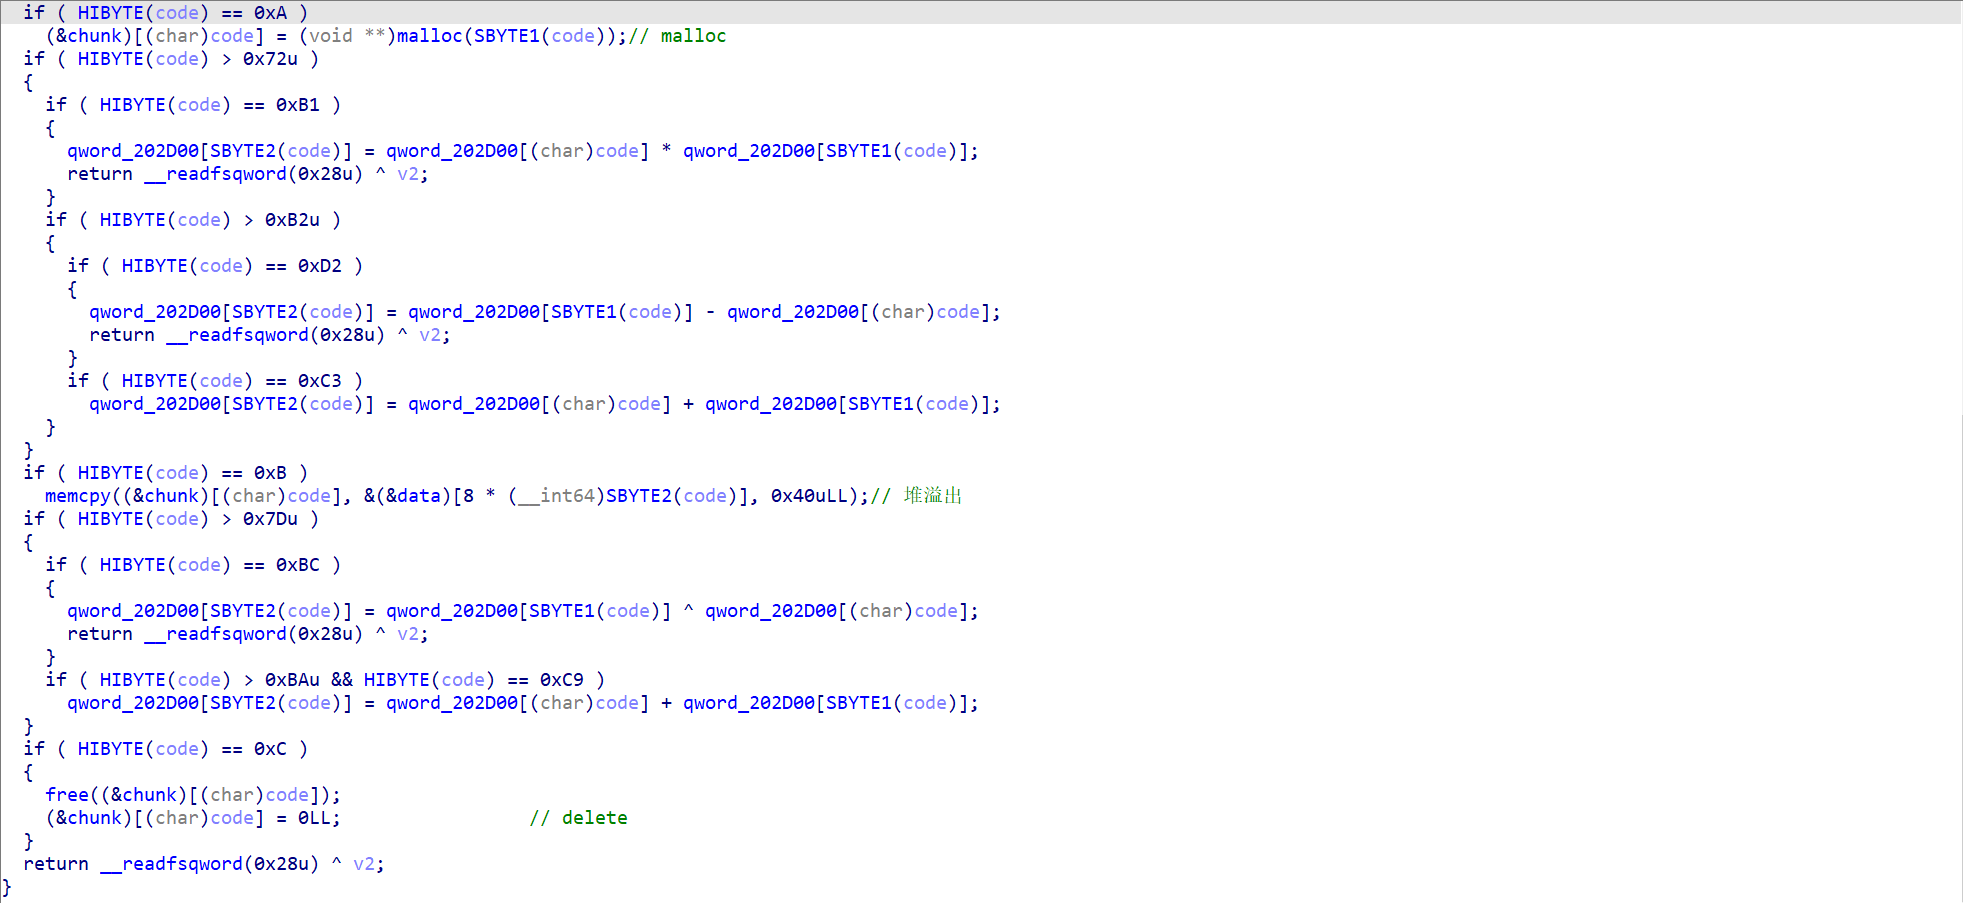 if ( HIBYTE(code) == 0xA )
(&chunk)[(char)code] = (void **)malloc(SBYTE1(code));// malloc
if ( HIBYTE(code) > 0x72u )
{
if ( HIBYTE(code) == 0xB1 )
{
qword_202D00[SBYTE2(code)] = qword_202D00[(char)code] * qword_202D00[SBYTE1(code)];
return __readfsqword(0x28u) ^ v2;
}
if ( HIBYTE(code) > 0xB2u )
{
if ( HIBYTE(code) == 0xD2 )
{
qword_202D00[SBYTE2(code)] = qword_202D00[SBYTE1(code)] - qword_202D00[(char)code];
return __readfsqword(0x28u) ^ v2;
}
if ( HIBYTE(code) == 0xC3 )
qword_202D00[SBYTE2(code)] = qword_202D00[(char)code] + qword_202D00[SBYTE1(code)];
}
}
if ( HIBYTE(code) == 0xB )
memcpy((&chunk)[(char)code], &(&data)[8 * (__int64)SBYTE2(code)], 0x40uLL);// 堆溢出
if ( HIBYTE(code) > 0x7Du )
{
if ( HIBYTE(code) == 0xBC )
{
qword_202D00[SBYTE2(code)] = qword_202D00[SBYTE1(code)] ^ qword_202D00[(char)code];
return __readfsqword(0x28u) ^ v2;
}
if ( HIBYTE(code) > 0xBAu && HIBYTE(code) == 0xC9 )
qword_202D00[SBYTE2(code)] = qword_202D00[(char)code] + qword_202D00[SBYTE1(code)];
}
if ( HIBYTE(code) == 0xC )
{
free((&chunk)[(char)code]);
(&chunk)[(char)code] = 0LL; // delete
}
return __readfsqword(0x28u) ^ v2;
}